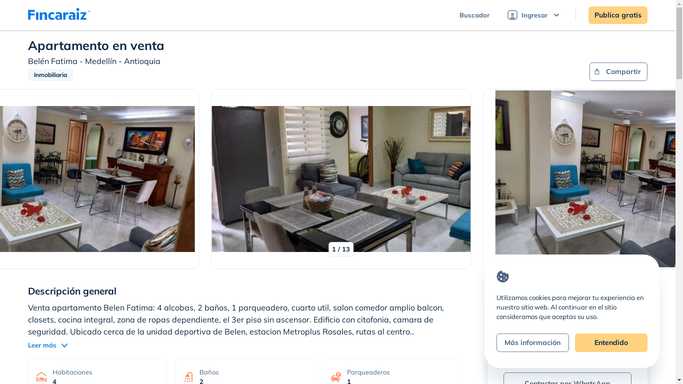 Fincaraiz
Buscador
Ingresar
Publica gratis
Apartamento en venta
Belén Fatima - Medellín - Antioquia
Inmobiliaria
Compartir
1 / 13
Descripción general
Venta apartamento Belen Fatima: 4 alcobas, 2 baños, 1 parqueadero, cuarto util, salon comedor amplio balcon,
closets, cocina integral, zona de ropas dependiente, el 3er piso sin ascensor. Edificio con citofonia, camara de
seguridad. Ubicado cerca de la unidad deportiva de Belen, estacion Metroplus Rosales, rutas al centro..
Leer más
Habitaciones
4
Baños
2
Parqueaderos
1
Utilizamos cookies para mejorar tu experiencia en
nuestro sitio web. Al continuar en el sitio
consideramos que aceptas su uso.
Más información
Entendido
Contactar por WhatsApp